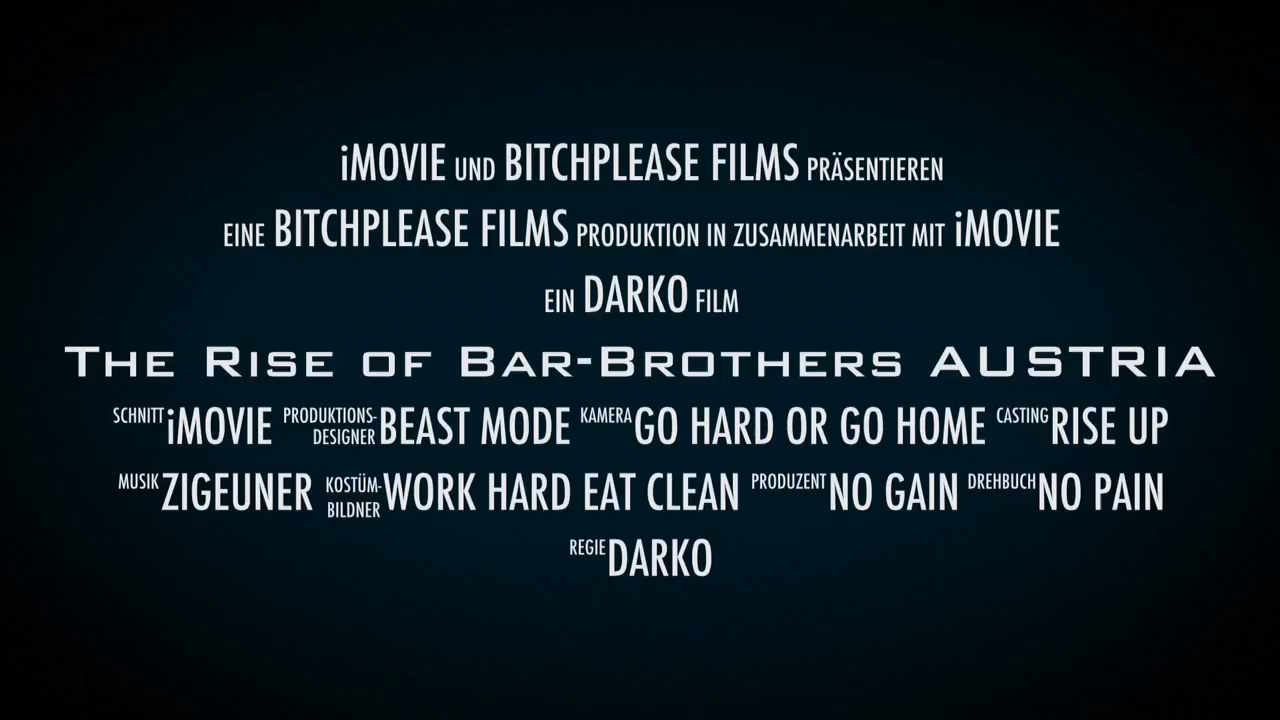 iMOVIE UND BITCHPLEASE FILMS PRÄSENTIEREN
EINE BITCHPLEASE FILMS PRODUKTION IN ZUSAMMENARBEIT MIT iMOVIE
EIN DARKO FILM
THE RISE OF BAR-BROTHERS AUSTRIA
SCHNITT iMOVIE PRODUKTIONS-DESIGNER BEAST MODE KAMERA GO HARD OR GO HOME CASTING RISE UP
MUSIK ZIGEUNER KOSTÜM-BILDNER WORK HARD EAT CLEAN PRODUZENT NO GAIN DREHBUCH NO PAIN
REGIE DARKO